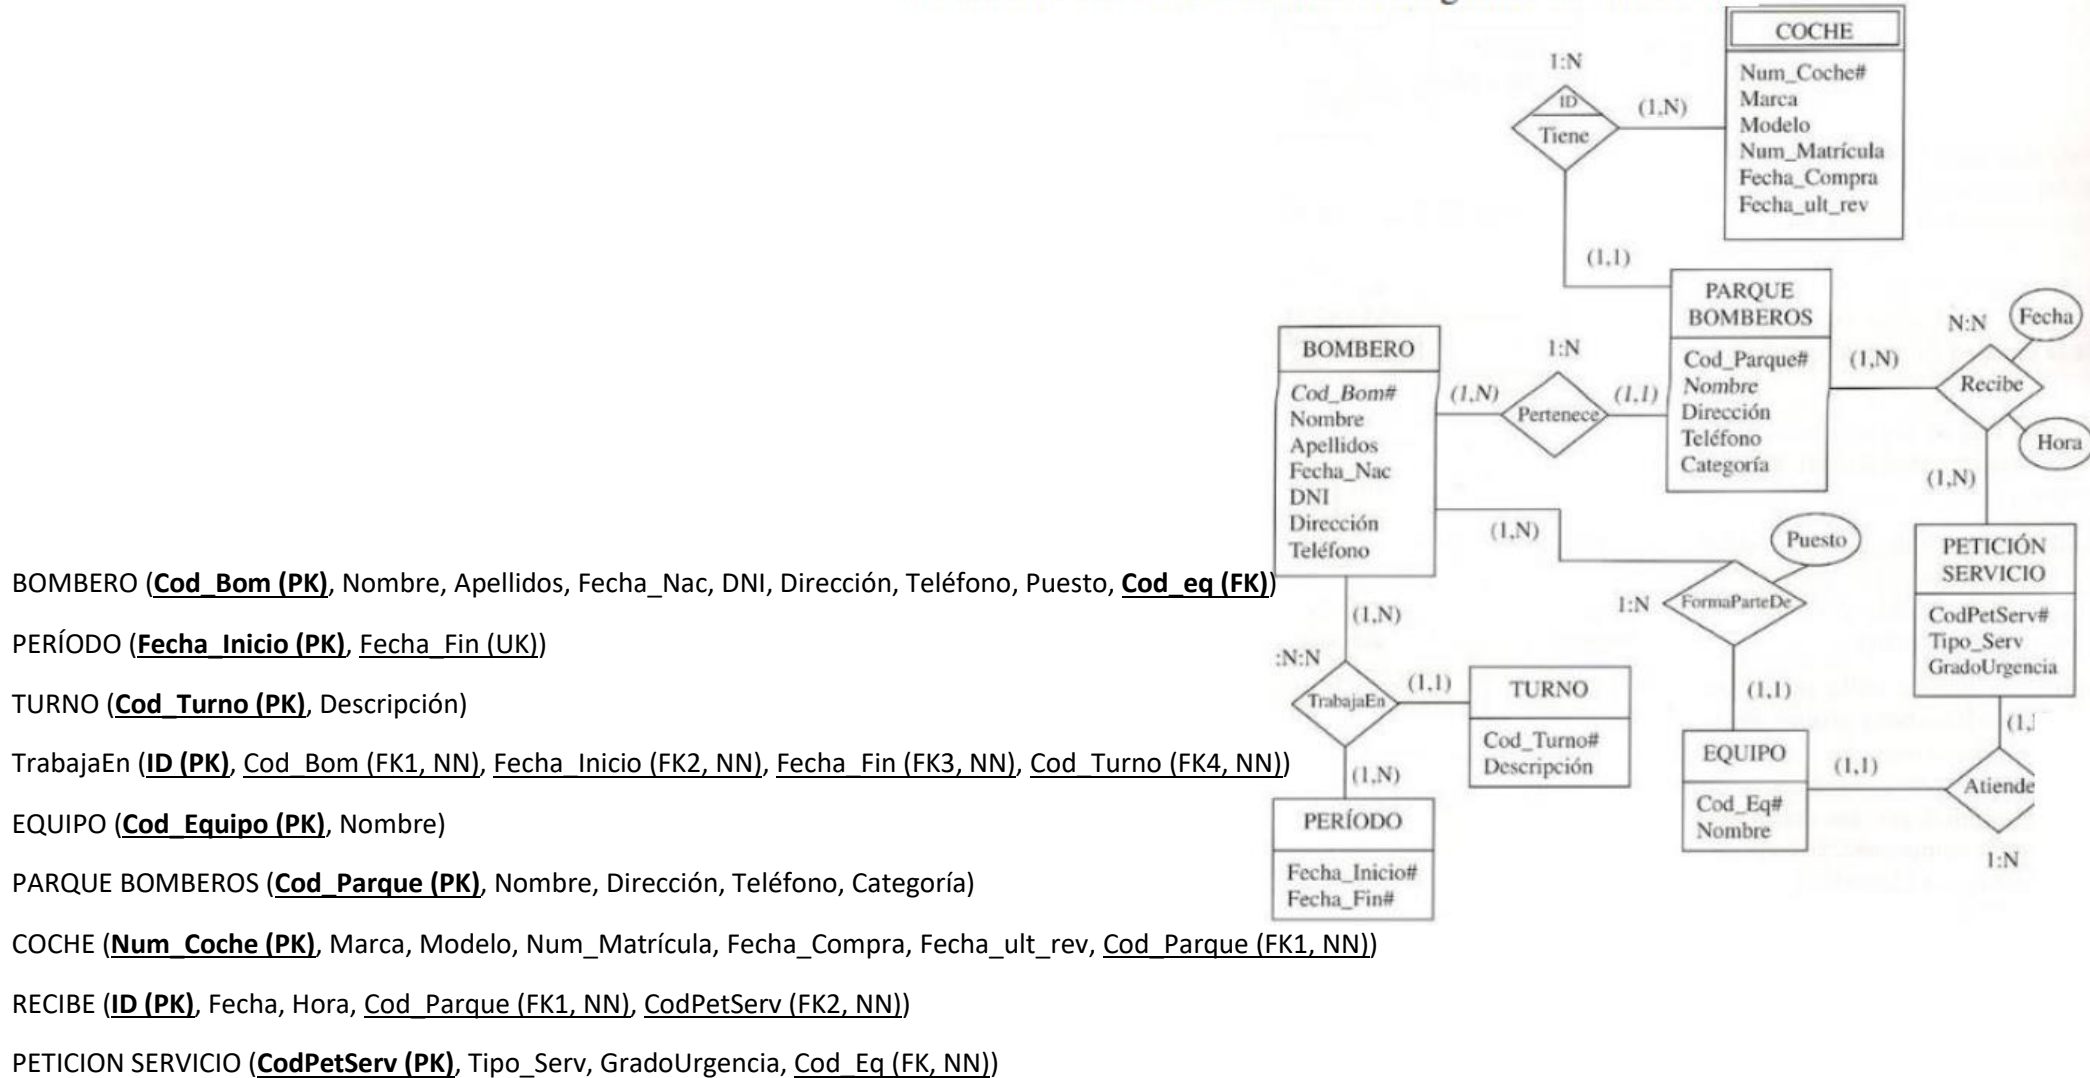 COCHE
Num_Coche#
Marca
Modelo
Num_Matrícula
Fecha_Compra
Fecha_ult_rev
1:N
ID
Tiene
(1,N)
(1,1)
PARQUE
BOMBEROS
Cod_Parque#
Nombre
Dirección
Teléfono
Categoría
N:N
Fecha
(1,N)
Recibe
Hora
(1,N)
BOMBERO
Cod_Bom#
Nombre
Apellidos
Fecha_Nac
DNI
Dirección
Teléfono
1:N
(1,N)
Pertenece
(1,1)
(1,N)
Puesto
1:N
FormaParteDe
(1,1)
PETICIÓN
SERVICIO
CodPetServ#
Tipo_Serv
GradoUrgencia
(1,N)
:N:N
TrabajaEn
(1,1)
TURNO
Cod_Turno#
Descripción
(1,N)
PERÍODO
Fecha_Inicio#
Fecha_Fin#
EQUIPO
Cod_Eq#
Nombre
(1,1)
Atiende
1:N
BOMBERO (Cod_Bom (PK), Nombre, Apellidos, Fecha_Nac, DNI, Dirección, Teléfono, Puesto, Cod_eq (FK))
PERÍODO (Fecha_Inicio (PK), Fecha_Fin (UK))
TURNO (Cod_Turno (PK), Descripción)
TrabajaEn (ID (PK), Cod_Bom (FK1, NN), Fecha_Inicio (FK2, NN), Fecha_Fin (FK3, NN), Cod_Turno (FK4, NN))
EQUIPO (Cod_Equipo (PK), Nombre)
PARQUE BOMBEROS (Cod_Parque (PK), Nombre, Dirección, Teléfono, Categoría)
COCHE (Num_Coche (PK), Marca, Modelo, Num_Matrícula, Fecha_Compra, Fecha_ult_rev, Cod_Parque (FK1, NN))
RECIBE (ID (PK), Fecha, Hora, Cod_Parque (FK1, NN), CodPetServ (FK2, NN))
PETICION SERVICIO (CodPetServ (PK), Tipo_Serv, GradoUrgencia, Cod_Eq (FK, NN))